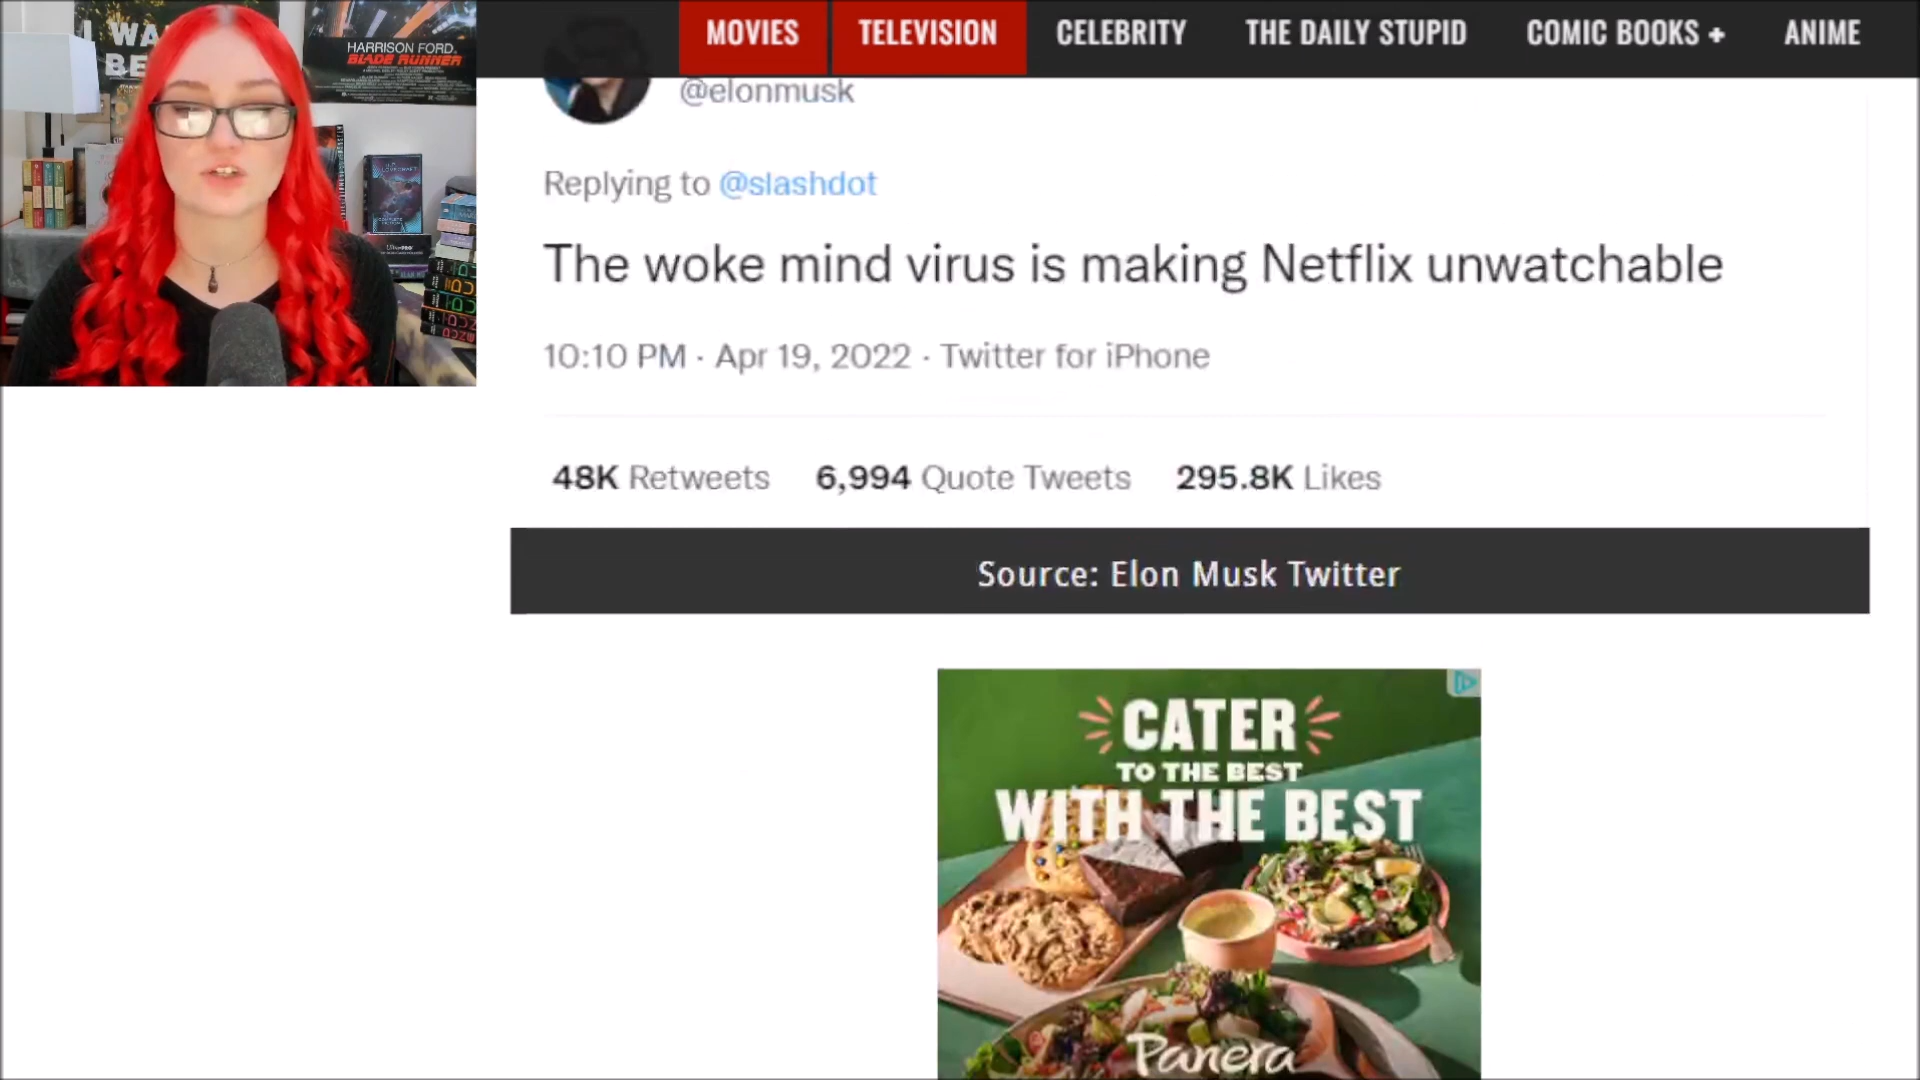 MOVIES TELEVISION CELEBRITY THE DAILY STUPID COMIC BOOKS + ANIME
HARRISON FORD.
BLADE RUNNER
I WA
BE
@elonmusk
Replying to @slashdot
The woke mind virus is making Netflix unwatchable
10:10 PM · Apr 19, 2022 · Twitter for iPhone
48K Retweets 6,994 Quote Tweets 295.8K Likes
Source: Elon Musk Twitter
CATER
TO THE BEST
WITH THE BEST
Panera